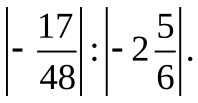 |- 17/48| : |- 2 5/6|.